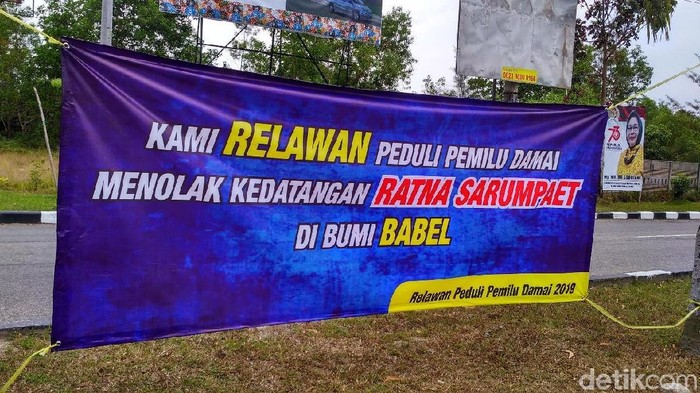 KAMI RELAWAN PEDULI PEMILU DAMAI
MENOLAK KEDATANGAN RATNA SARUMPAET
DI BUMI BABEL
Relawan Peduli Pemilu Damai 2019
detikcom